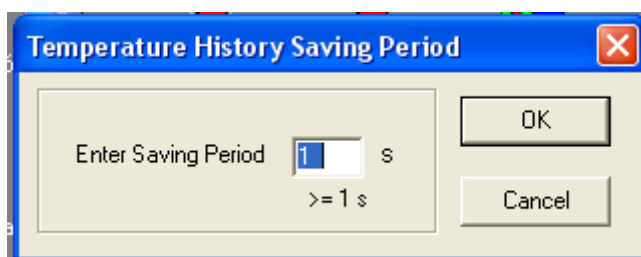 Temperature History Saving Period
OK
Enter Saving Period 1 s
>= 1 s
Cancel